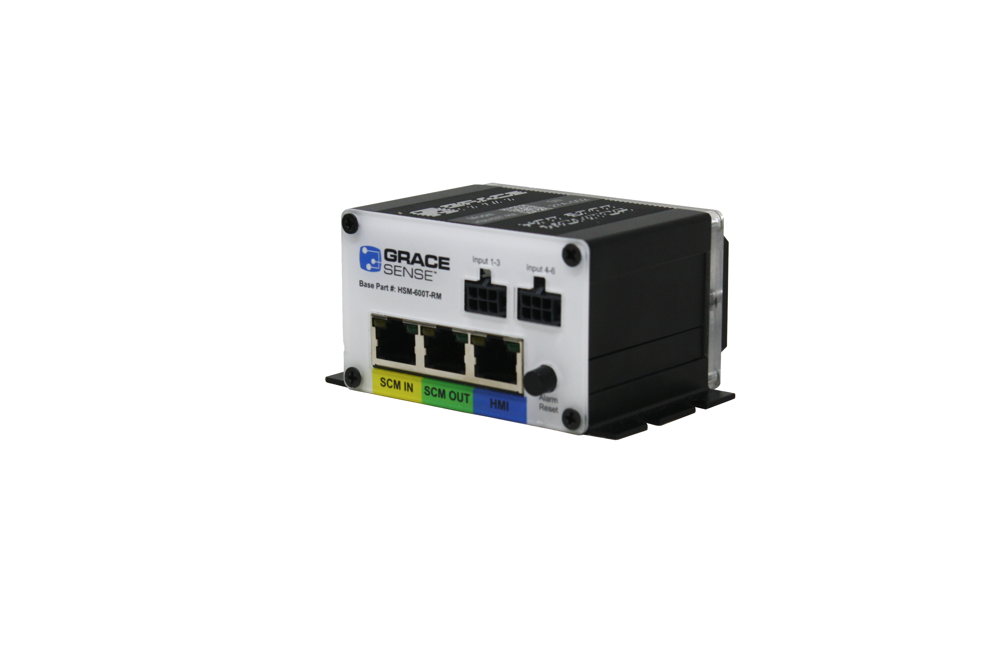 GRACE
SENSE™
Base Part #: HSM-600T-RM
Input 1-3
Input 4-6
SCM IN
SCM OUT
HMI
Alarm
Reset